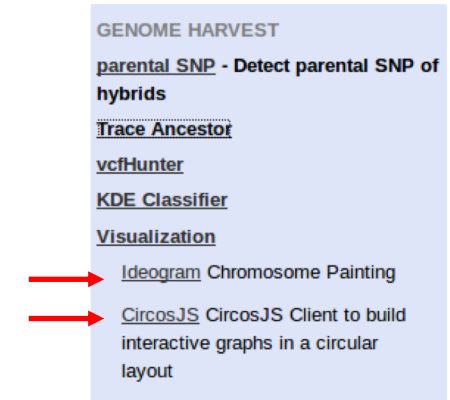 GENOME HARVEST
parental SNP - Detect parental SNP of
hybrids
Trace Ancestor
vcfHunter
KDE Classifier
Visualization
Ideogram Chromosome Painting
CircosJS CircosJS Client to build
interactive graphs in a circular
layout